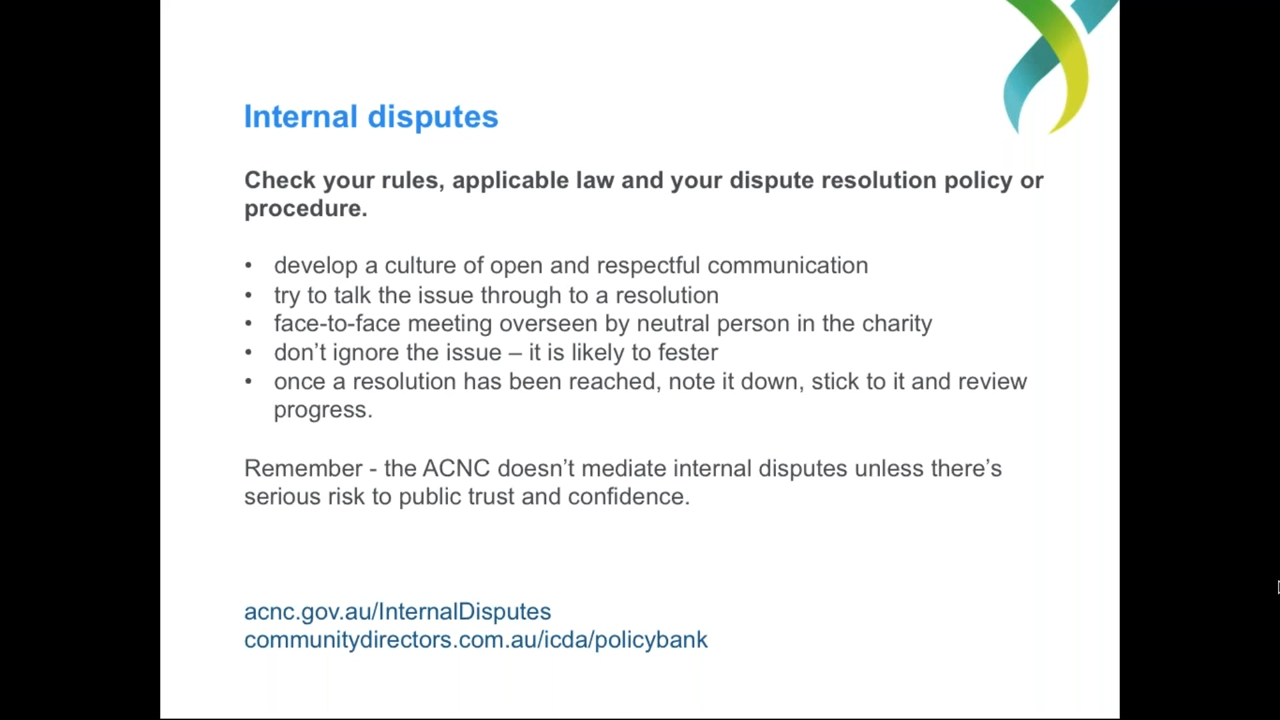 Internal disputes
Check your rules, applicable law and your dispute resolution policy or
procedure.
• develop a culture of open and respectful communication
• try to talk the issue through to a resolution
• face-to-face meeting overseen by neutral person in the charity
• don’t ignore the issue – it is likely to fester
• once a resolution has been reached, note it down, stick to it and review
progress.
Remember - the ACNC doesn’t mediate internal disputes unless there’s
serious risk to public trust and confidence.
acnc.gov.au/InternalDisputes
communitydirectors.com.au/icda/policybank